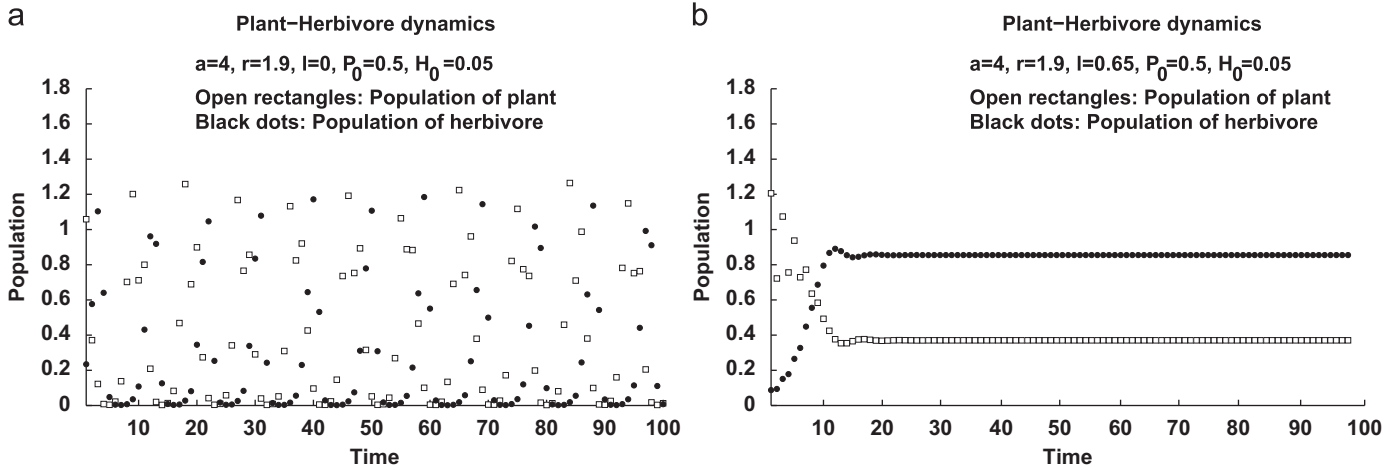 a
Plant−Herbivore dynamics
a=4, r=1.9, l=0, P0=0.5, H0=0.05
Open rectangles: Population of plant
Black dots: Population of herbivore
1.8
1.6
1.4
1.2
1
0.8
0.6
0.4
0.2
0
Population
10 20 30 40 50 60 70 80 90 100
Time
b
Plant−Herbivore dynamics
a=4, r=1.9, l=0.65, P0=0.5, H0=0.05
Open rectangles: Population of plant
Black dots: Population of herbivore
1.8
1.6
1.4
1.2
1
0.8
0.6
0.4
0.2
0
Population
10 20 30 40 50 60 70 80 90 100
Time